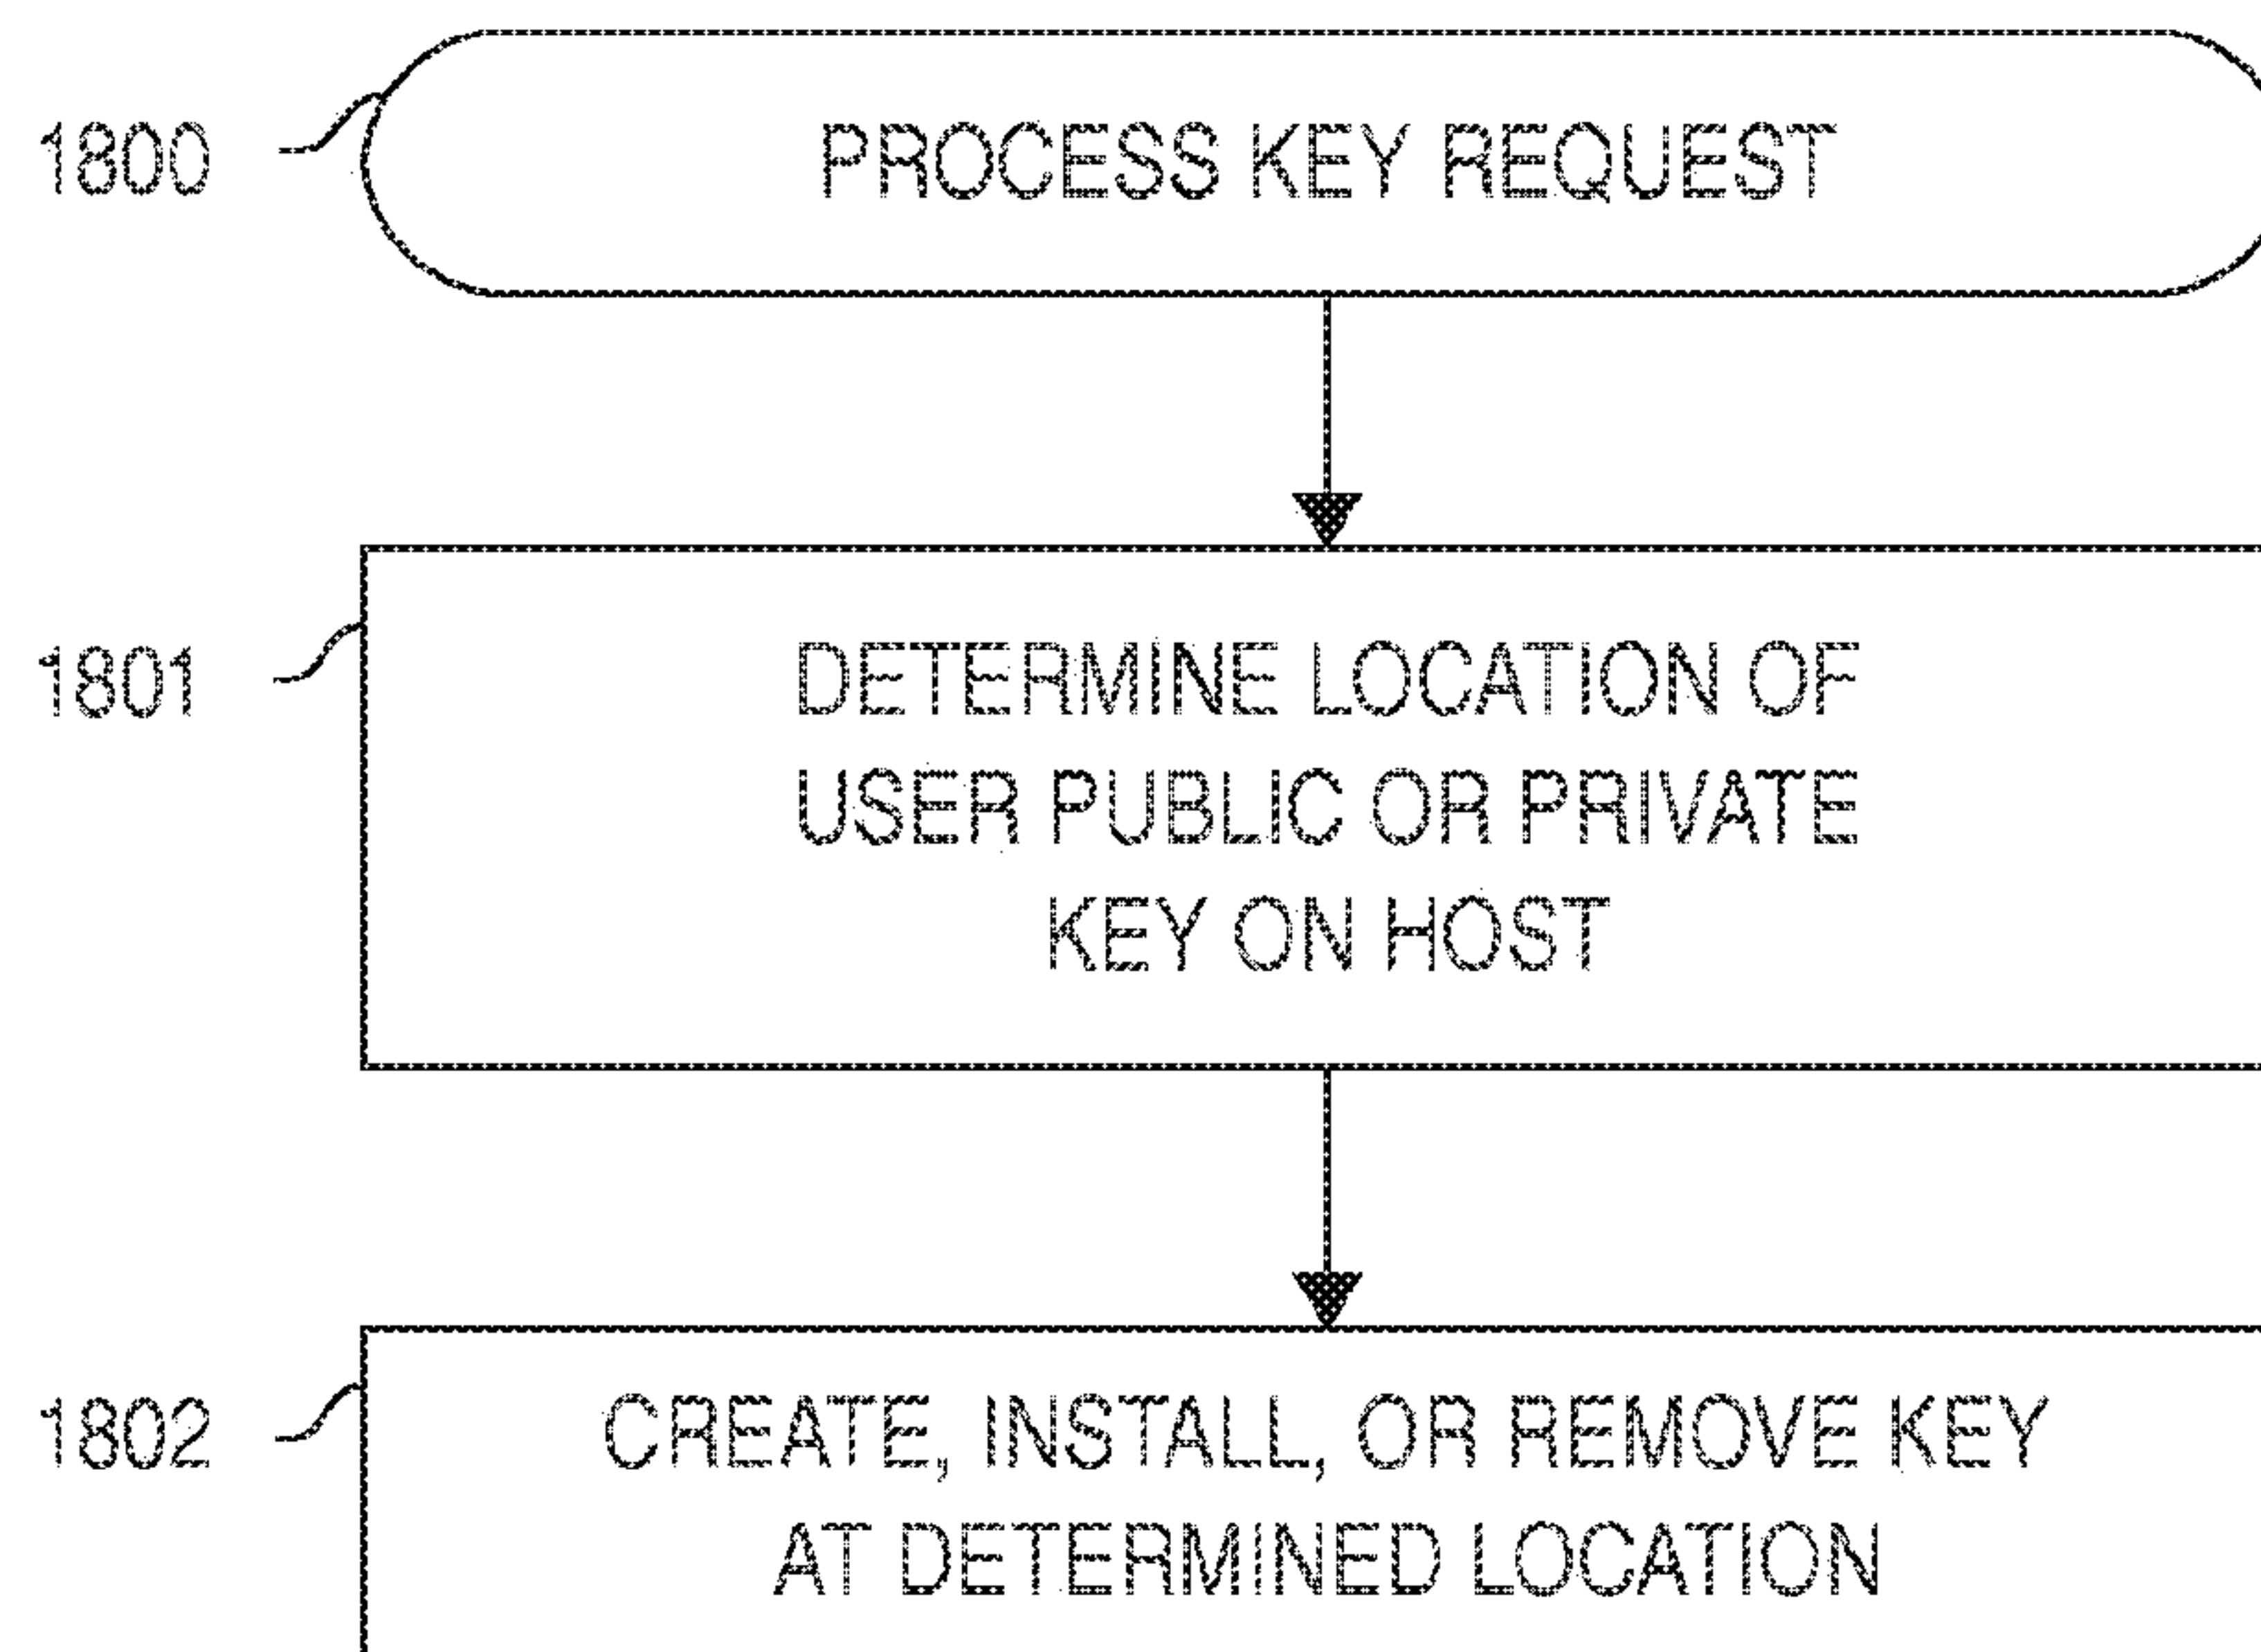 1800
PROCESS KEY REQUEST
1801
DETERMINE LOCATION OF
USER PUBLIC OR PRIVATE
KEY ON HOST
1802
CREATE, INSTALL, OR REMOVE KEY
AT DETERMINED LOCATION